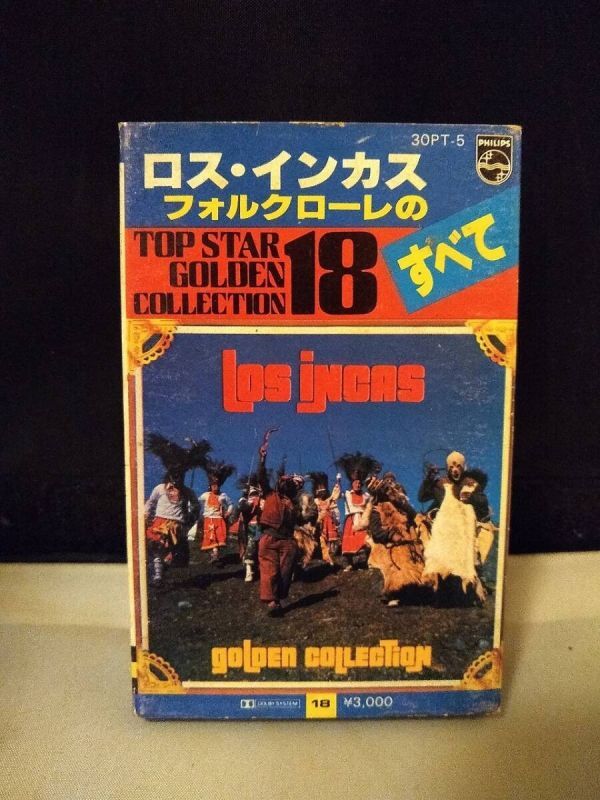 30PT-5
PHILIPS
ロス・インカス
フォルクローレの
すべて
TOP STAR
GOLDEN
COLLECTION
18
Los incas
golden collection
DOLBY SYSTEM
18
¥3,000